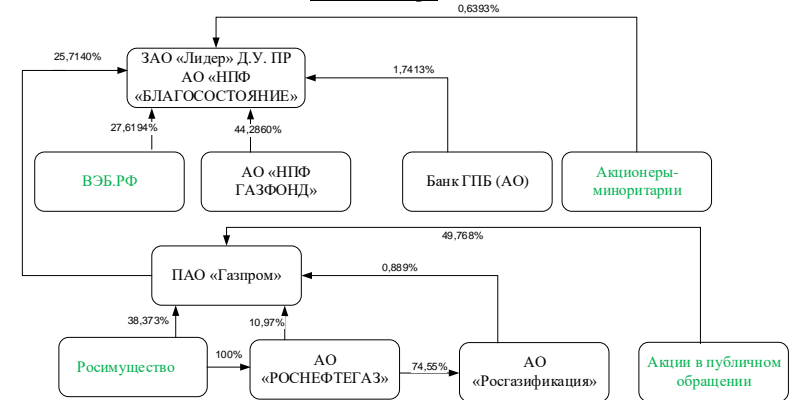 0,6393%
25,7140%
ЗАО «Лидер» Д.У. ПР
АО «НПФ
«БЛАГОСОСТОЯНИЕ»
1,7413%
27,6194%
44,2860%
ВЭБ.РФ
АО «НПФ
ГАЗФОНД»
Банк ГПБ (АО)
Акционеры-
миноритарии
49,768%
ПАО «Газпром»
0,889%
38,373%
10,97%
Росимущество
100%
АО
«РОСНЕФТЕГАЗ»
74,55%
АО
«Росгазификация»
Акции в публичном
обращении